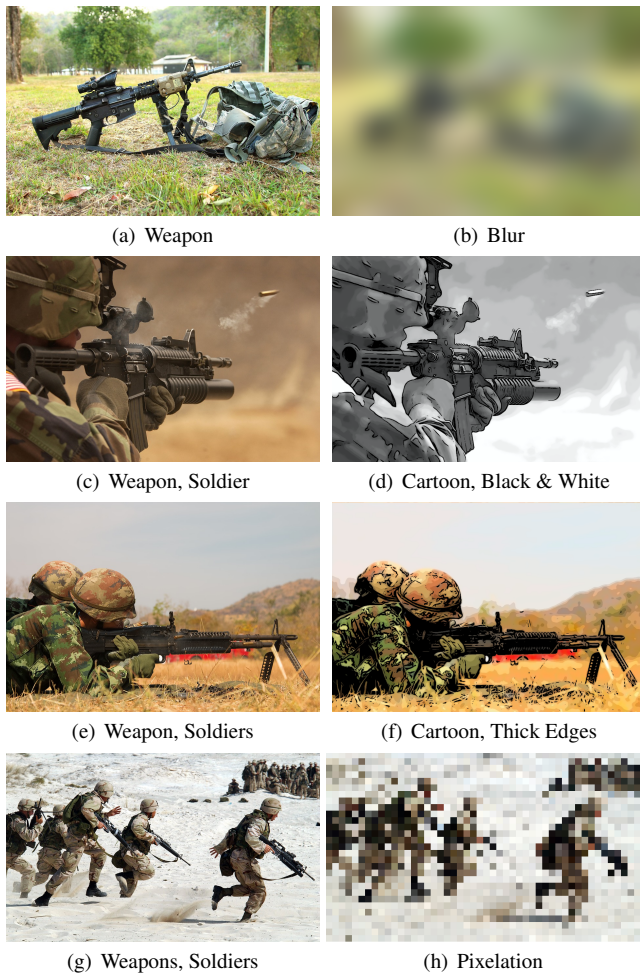 (a) Weapon
(b) Blur
(c) Weapon, Soldier
(d) Cartoon, Black & White
(e) Weapon, Soldiers
(f) Cartoon, Thick Edges
(g) Weapons, Soldiers
(h) Pixelation